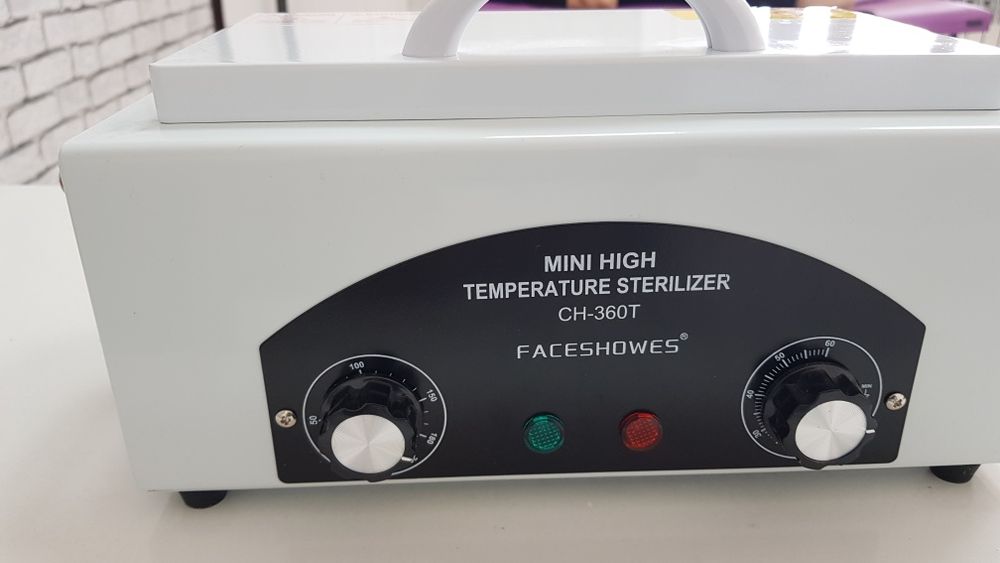 MINI HIGH
TEMPERATURE STERILIZER
CH-360T
FACESHOWES®
50
100
150
180
30
40
50
60
MIN